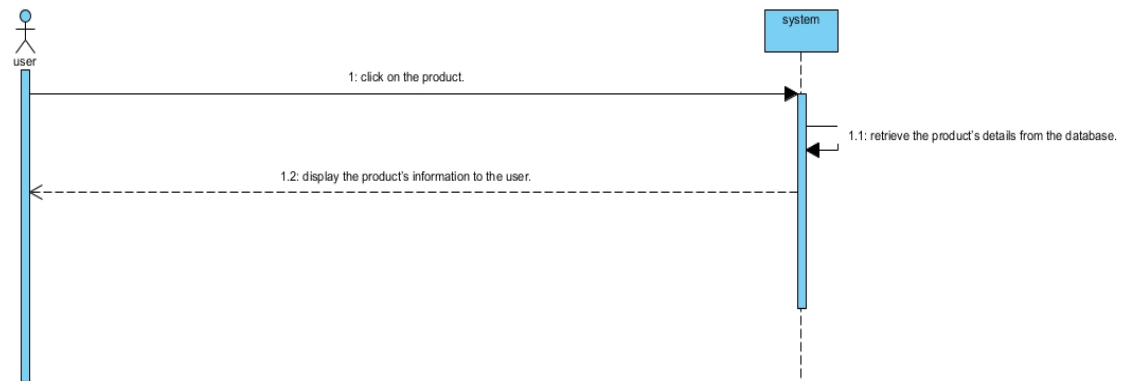 system
user
1: click on the product.
1.1: retrieve the product's details from the database.
1.2: display the product's information to the user.